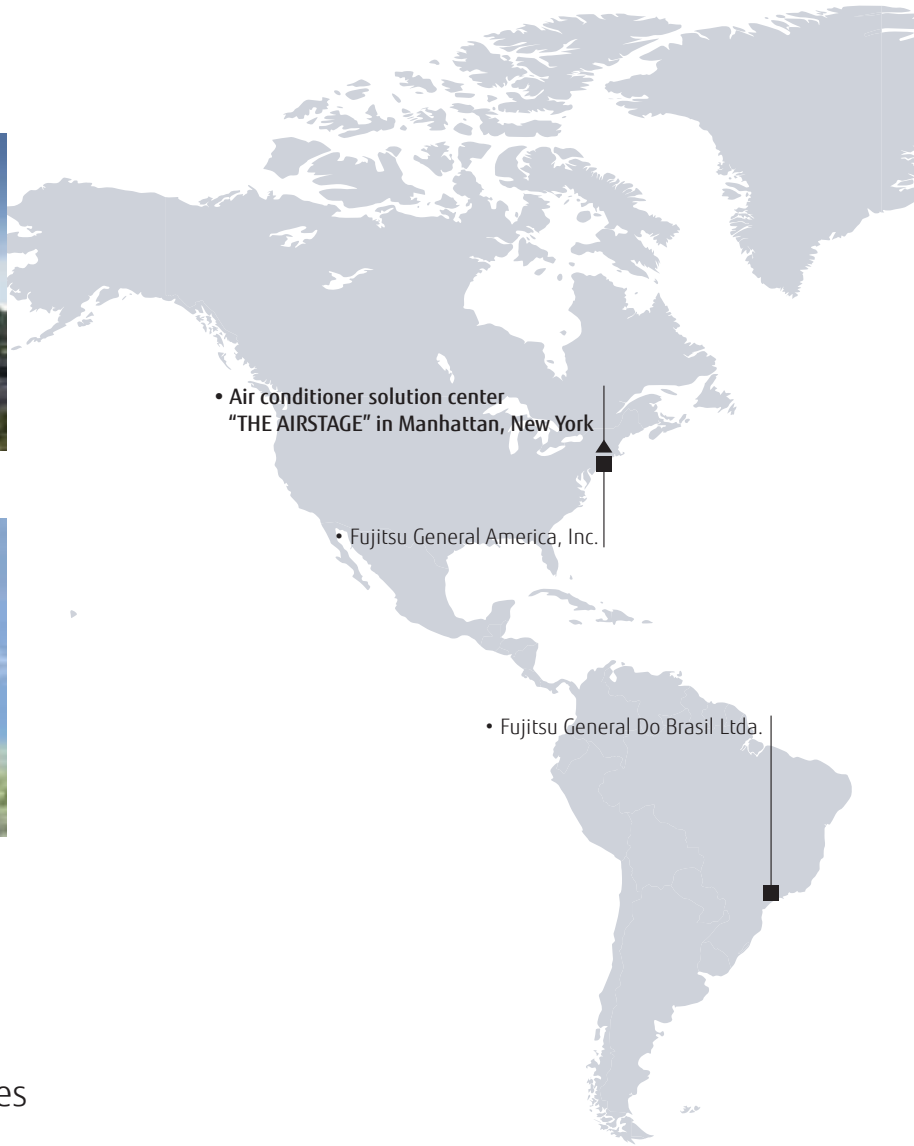 • Air conditioner solution center
“THE AIRSTAGE” in Manhattan, New York
• Fujitsu General America, Inc.
• Fujitsu General Do Brasil Ltda.
es